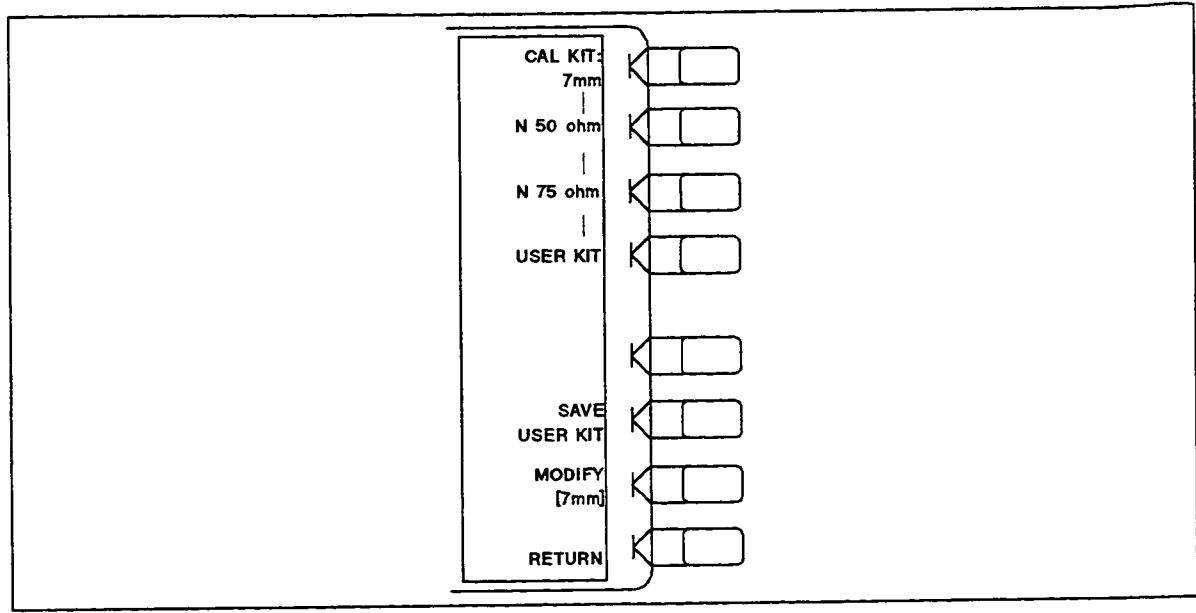 CAL KIT:
7mm
N 50 ohm
N 75 ohm
USER KIT
SAVE
USER KIT
MODIFY
[7mm]
RETURN